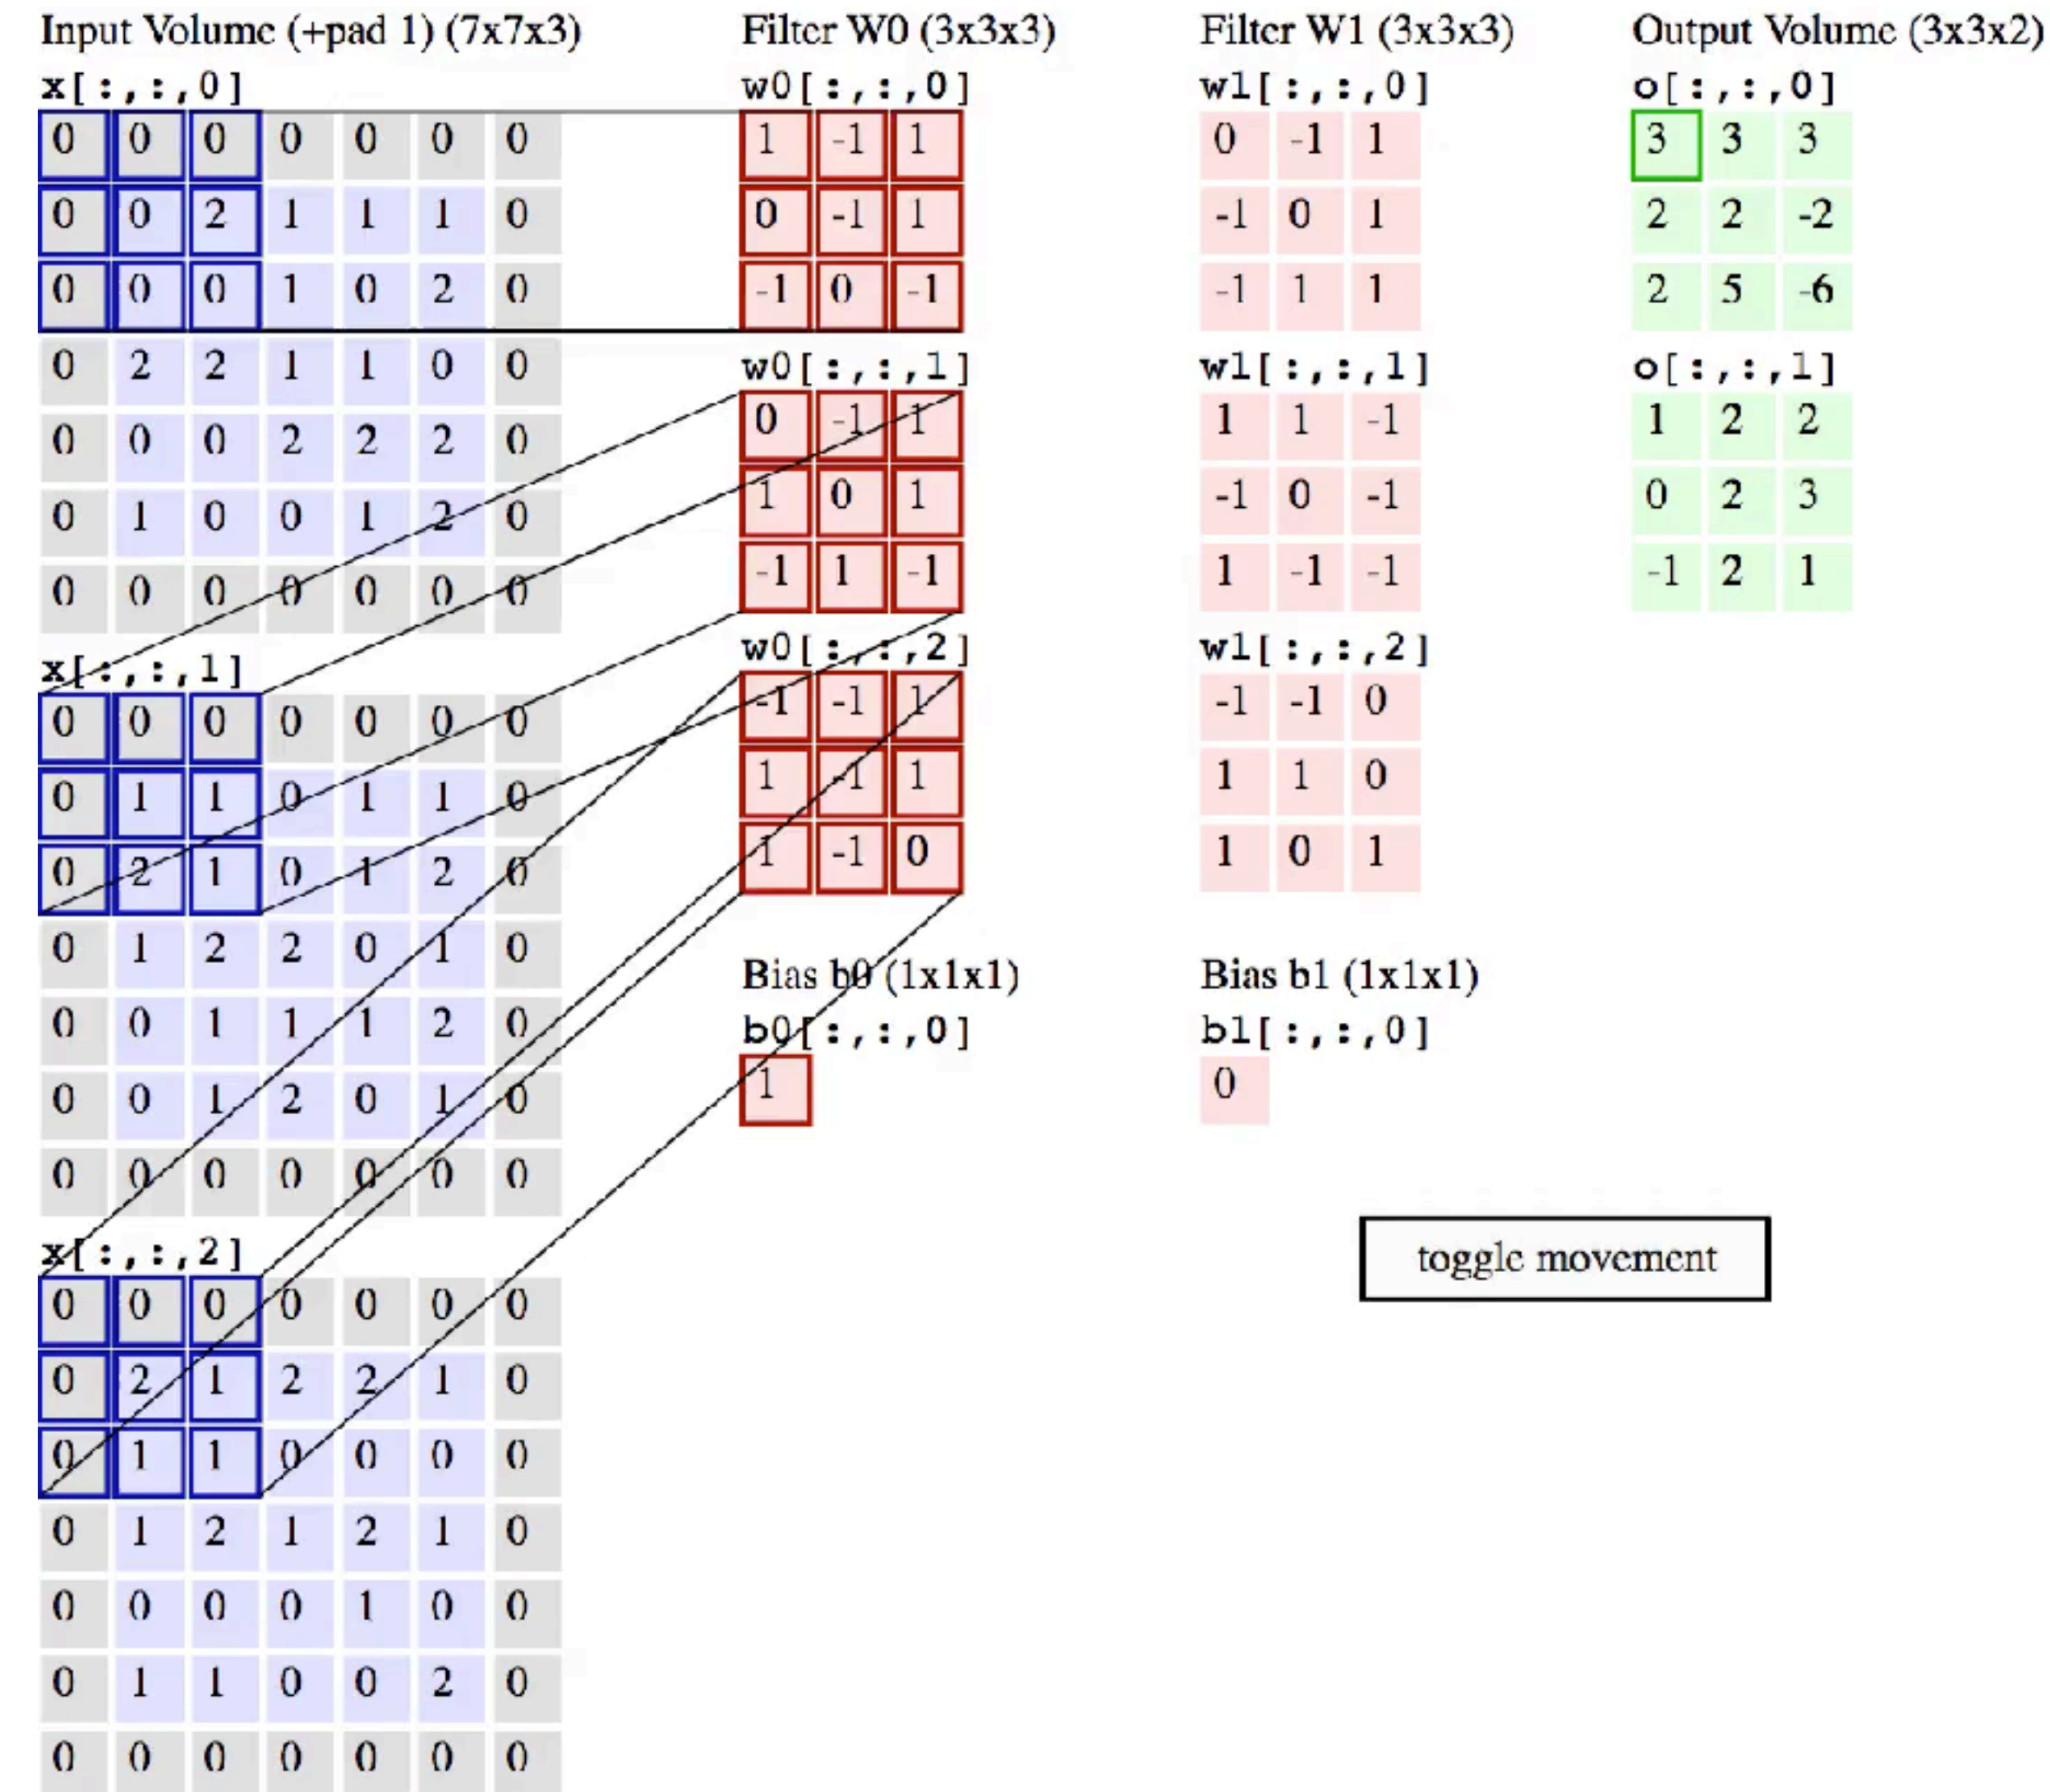 Input Volume (+pad 1) (7x7x3)
x[:,:,0]
0 0 0 0 0 0 0
0 0 2 1 1 1 0
0 0 0 1 0 2 0
0 2 2 1 1 0 0
0 0 0 2 2 2 0
0 1 0 0 1 2 0
0 0 0 0 0 0 0
x[:,:,1]
0 0 0 0 0 0 0
0 1 1 0 1 1 0
0 2 1 0 1 2 0
0 1 2 2 0 1 0
0 0 1 1 1 2 0
0 0 1 2 0 1 0
0 0 0 0 0 0 0
x[:,:,2]
0 0 0 0 0 0 0
0 2 1 2 2 1 0
0 1 1 0 0 0 0
0 1 2 1 2 1 0
0 0 0 0 1 0 0
0 1 1 0 0 2 0
0 0 0 0 0 0 0
Filter W0 (3x3x3)
w0[:,:,0]
1 -1 1
0 -1 1
-1 0 -1
w0[:,:,1]
0 -1 1
1 0 1
-1 1 -1
w0[:,:,2]
-1 -1 1
1 -1 1
1 -1 0
Bias b0 (1x1x1)
b0[:,:,0]
1
Filter W1 (3x3x3)
w1[:,:,0]
0 -1 1
-1 0 1
-1 1 1
w1[:,:,1]
1 1 -1
-1 0 -1
1 -1 -1
w1[:,:,2]
-1 -1 0
1 1 0
1 0 1
Bias b1 (1x1x1)
b1[:,:,0]
0
Output Volume (3x3x2)
o[:,:,0]
3 3 3
2 2 -2
2 5 -6
o[:,:,1]
1 2 2
0 2 3
-1 2 1
toggle movement